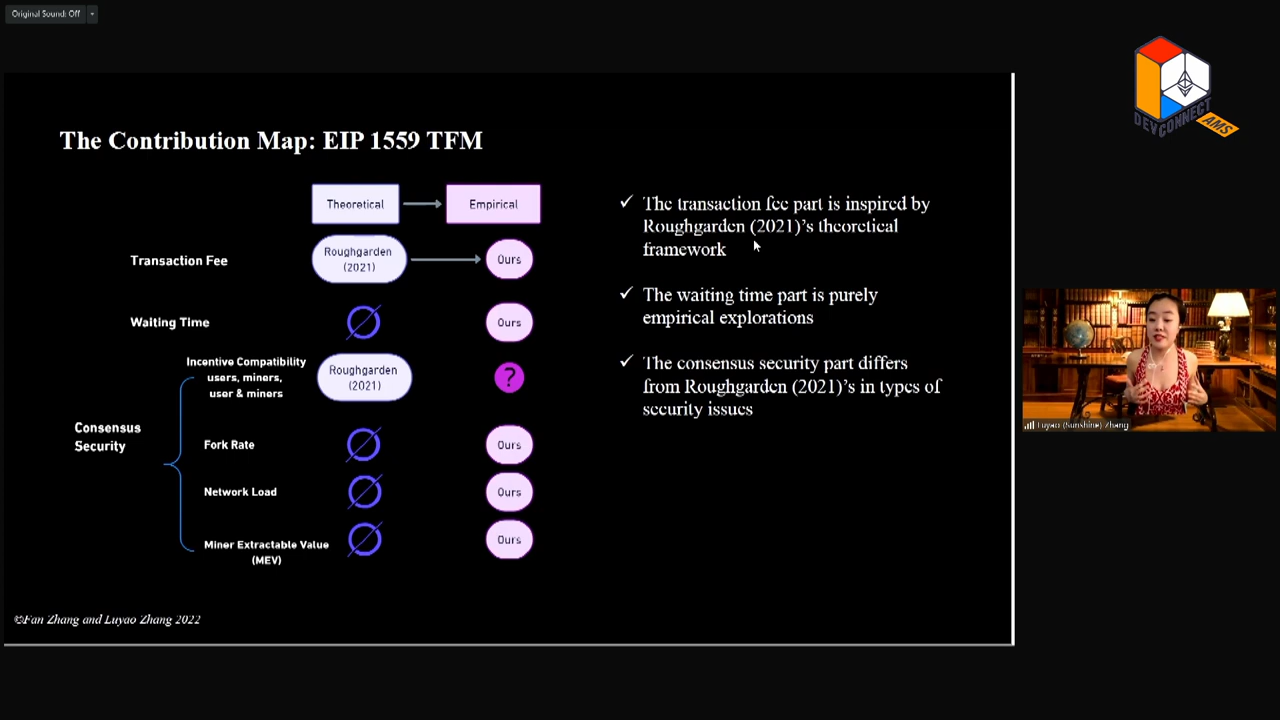 Original Sound: Off
DEVCONNECT
AMS
The Contribution Map: EIP 1559 TFM
Theoretical
Empirical
Transaction Fee
Roughgarden
(2021)
Ours
Waiting Time
Ours
Consensus
Security
Incentive Compatibility
users, miners,
user & miners
Roughgarden
(2021)
?
Fork Rate
Ours
Network Load
Ours
Miner Extractable Value
(MEV)
Ours
✓ The transaction fee part is inspired by
Roughgarden (2021)’s theoretical
framework
✓ The waiting time part is purely
empirical explorations
✓ The consensus security part differs
from Roughgarden (2021)’s in types of
security issues
Luyao (Sunshine) Zhang
©Fan Zhang and Luyao Zhang 2022